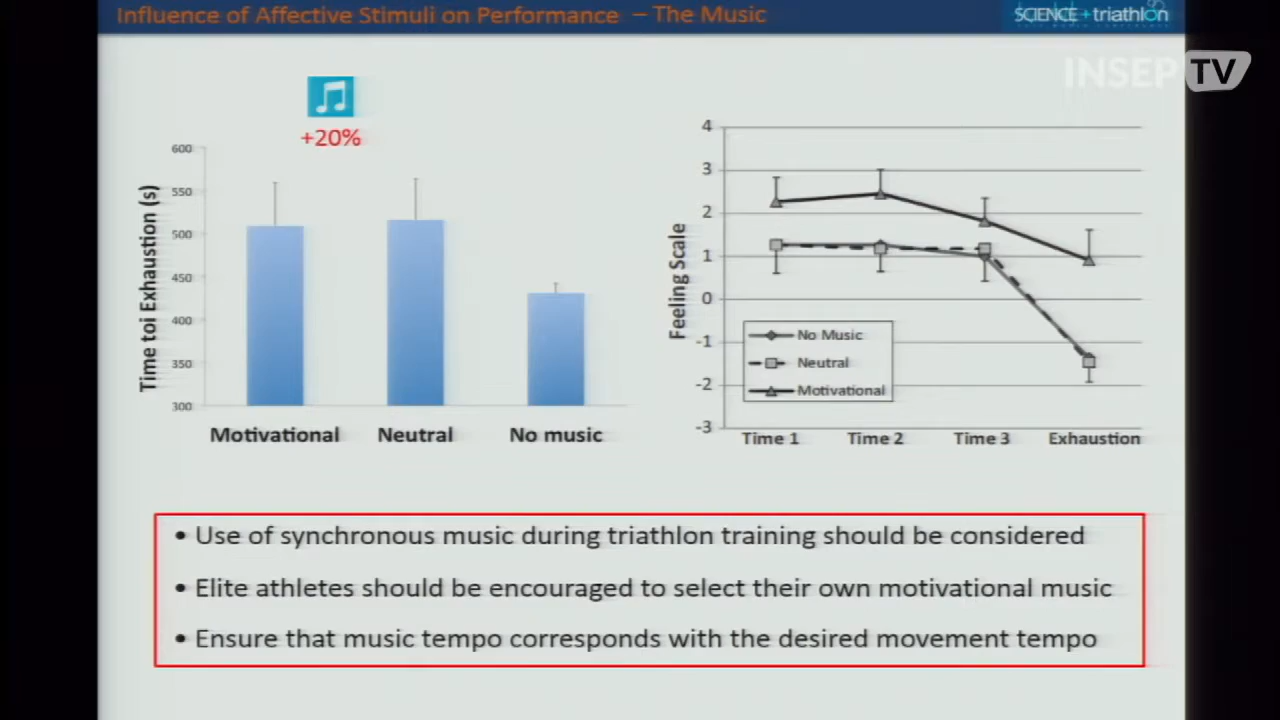 Influence of Affective Stimuli on Performance – The Music
SCIENCE+triathlon
INSEP TV
+20%
600
550
500
450
400
350
300
Time toi Exhaustion (s)
Motivational Neutral No music
4
3
2
1
0
-1
-2
-3
Feeling Scale
No Music
Neutral
Motivational
Time 1 Time 2 Time 3 Exhaustion
• Use of synchronous music during triathlon training should be considered
• Elite athletes should be encouraged to select their own motivational music
• Ensure that music tempo corresponds with the desired movement tempo